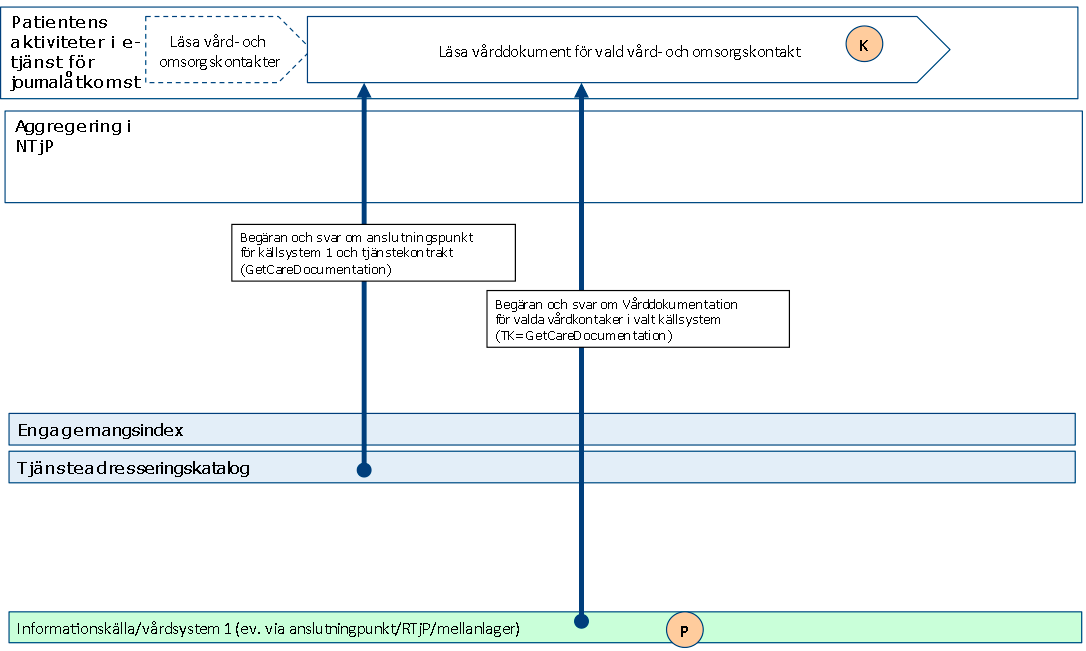 Patientens
aktiviteter i e-
tjänst för
journalåtkomst
Läsa vård- och
omsorgskontakter
Läsa vårddokument för vald vård- och omsorgskontakt
K
Aggregering i
NTjP
Begäran och svar om anslutningspunkt
för källsystem 1 och tjänstekontrakt
(GetCareDocumentation)
Begäran och svar om Vårddokumentation
för valda vårdkontaker i valt källsystem
(TK=GetCareDocumentation)
Engagemangsindex
Tjänsteadresseringskatalog
Informationskälla/vårdsystem 1 (ev. via anslutningpunkt/RTjP/mellanlager)
P